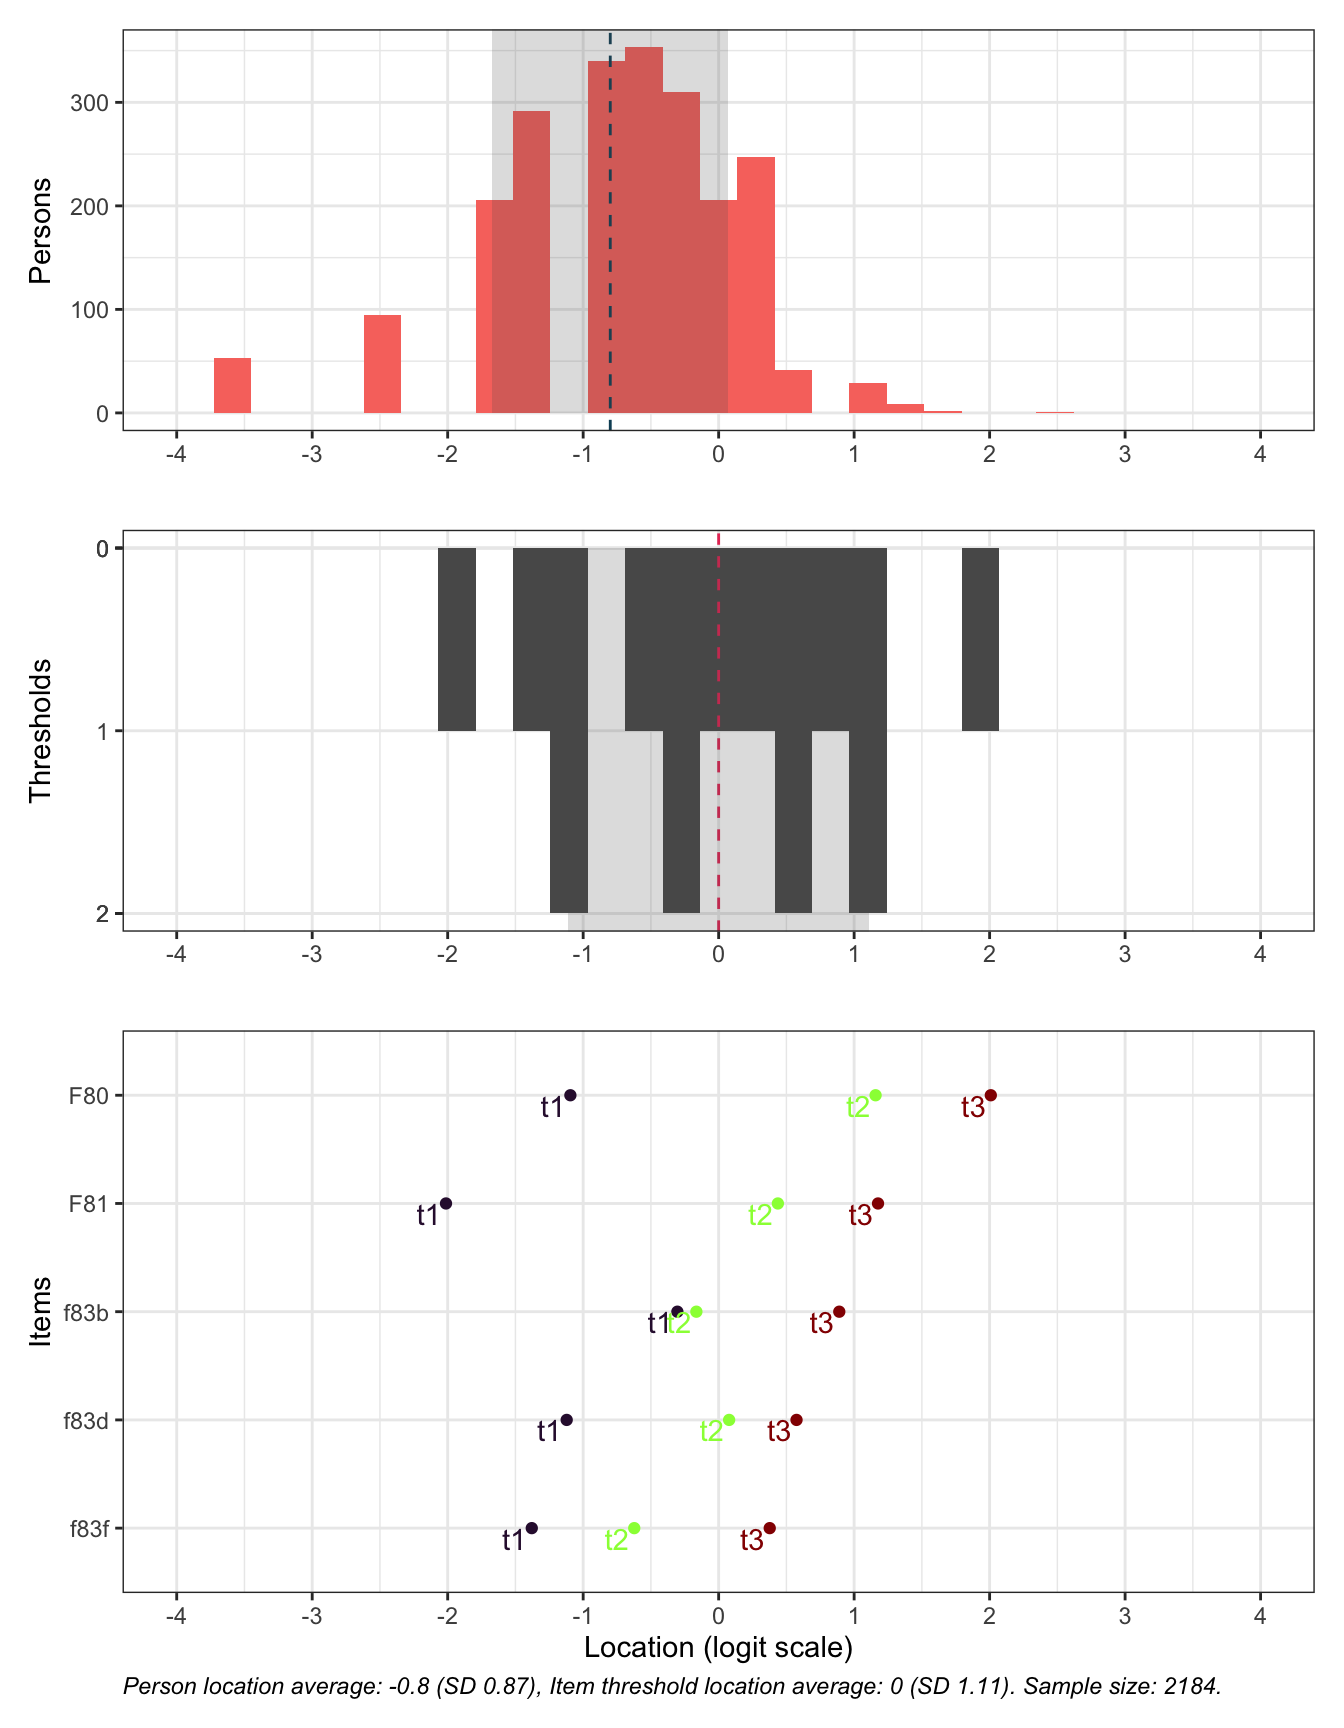 Persons
300
200
100
0
-4 -3 -2 -1 0 1 2 3 4
Thresholds
0
1
2
-4 -3 -2 -1 0 1 2 3 4
Items
F80
t1 t2 t3
F81
t1 t2 t3
f83b
t1 t2 t3
f83d
t1 t2 t3
f83f
t1 t2 t3
-4 -3 -2 -1 0 1 2 3 4
Location (logit scale)
Person location average: -0.8 (SD 0.87), Item threshold location average: 0 (SD 1.11). Sample size: 2184.